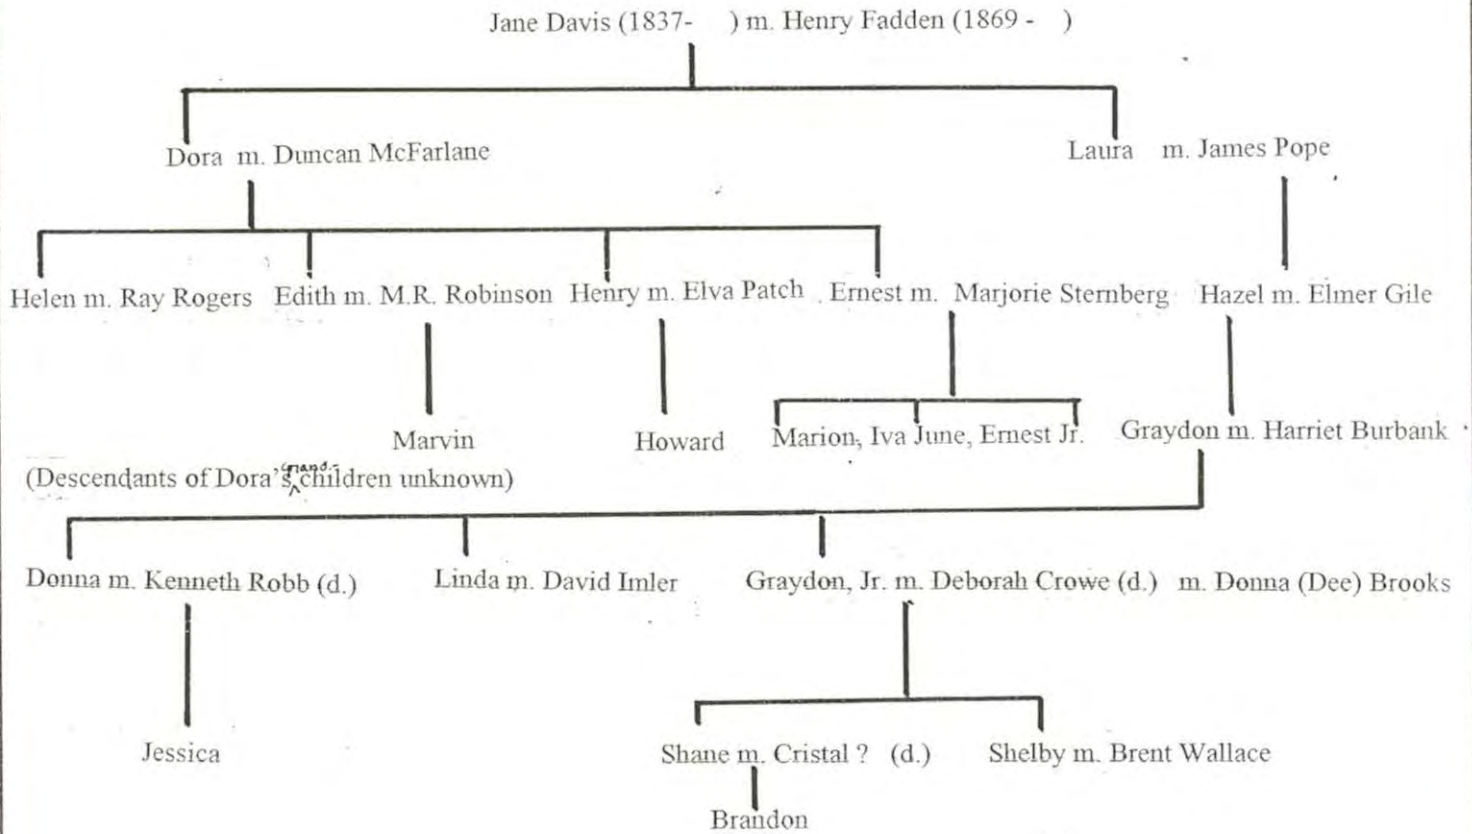 Jane Davis (1837-    ) m. Henry Fadden (1869 -    )
Dora m. Duncan McFarlane    Laura m. James Pope
Helen m. Ray Rogers    Edith m. M.R. Robinson    Henry m. Elva Patch    Ernest m. Marjorie Sternberg    Hazel m. Elmer Gile
Marvin    Howard    Marion, Iva June, Ernest Jr.    Graydon m. Harriet Burbank
(Descendants of Dora's grand-children unknown)
Donna m. Kenneth Robb (d.)    Linda m. David Imler    Graydon, Jr. m. Deborah Crowe (d.)    m. Donna (Dee) Brooks
Jessica    Shane m. Cristal ? (d.)    Shelby m. Brent Wallace
Brandon